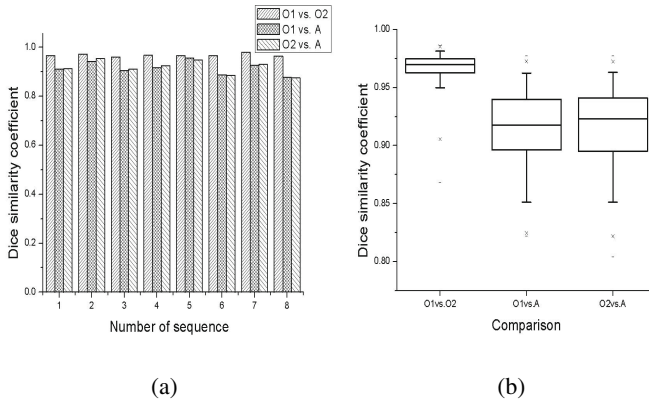 O1 vs. O2
O1 vs. A
O2 vs. A
Dice similarity coefficient
1.0
0.8
0.6
0.4
0.2
0.0
1 2 3 4 5 6 7 8
Number of sequence
(a)
Dice similarity coefficient
1.00
0.95
0.90
0.85
0.80
O1vs.O2 O1vs.A O2vs.A
Comparison
(b)